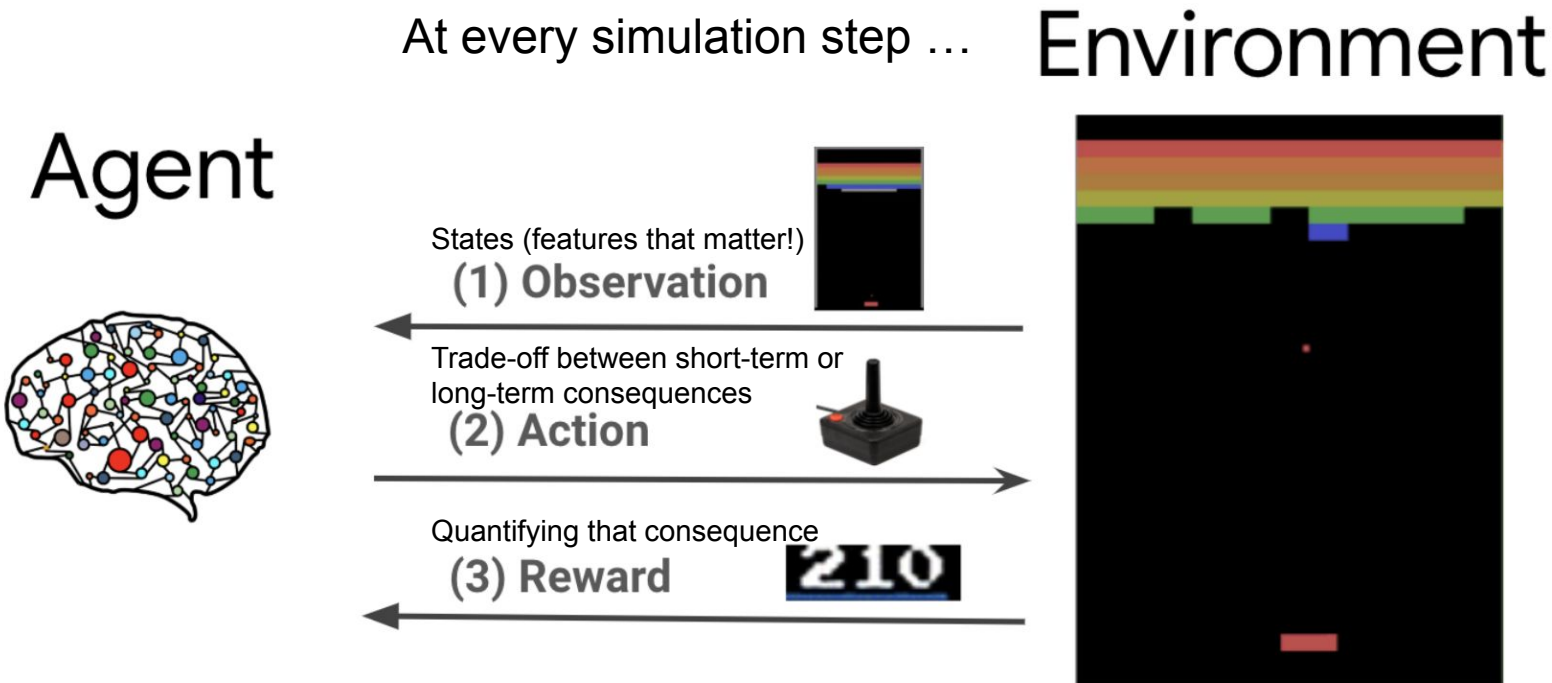 At every simulation step …
Environment
Agent
States (features that matter!)
(1) Observation
Trade-off between short-term or
long-term consequences
(2) Action
Quantifying that consequence
(3) Reward
210